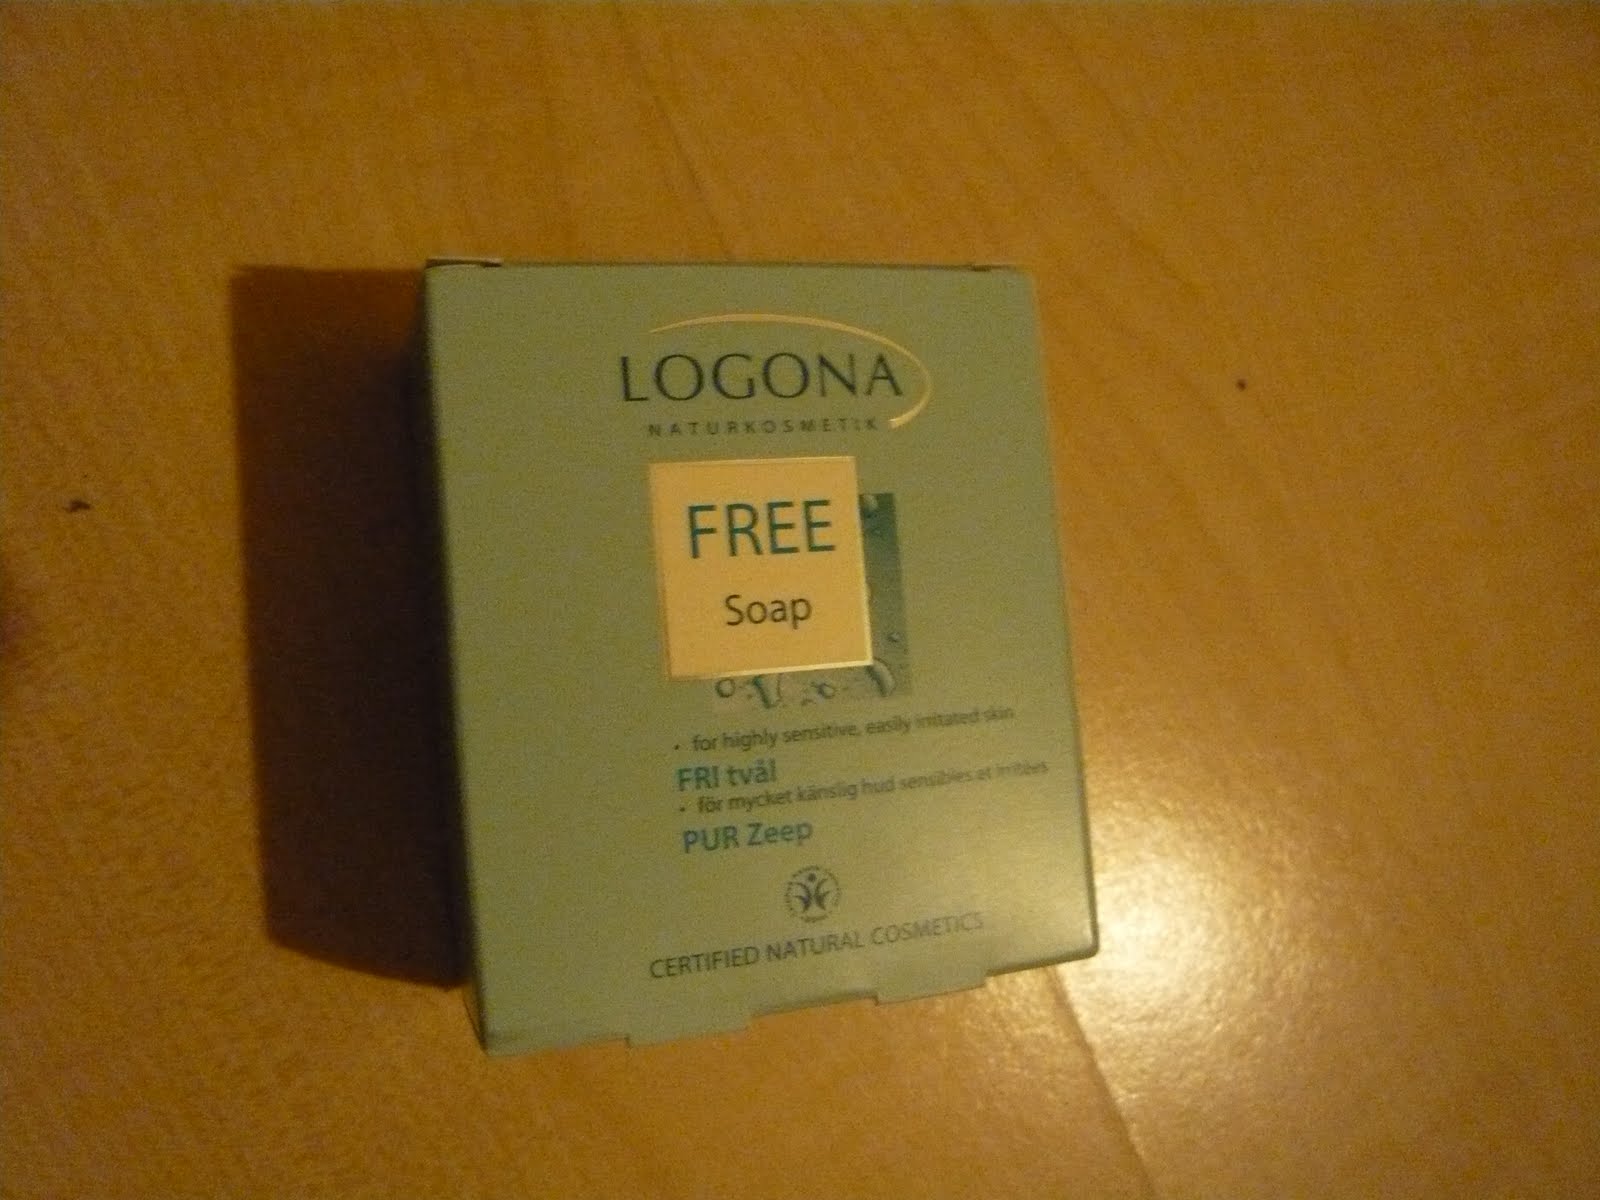 LOGONA
NATURKOSMETIK
FREE
Soap
• for highly sensitive, easily irritated skin
FRI tvål
• för mycket känslig hud sensibles et irritées
PUR Zeep
CERTIFIED NATURAL COSMETICS